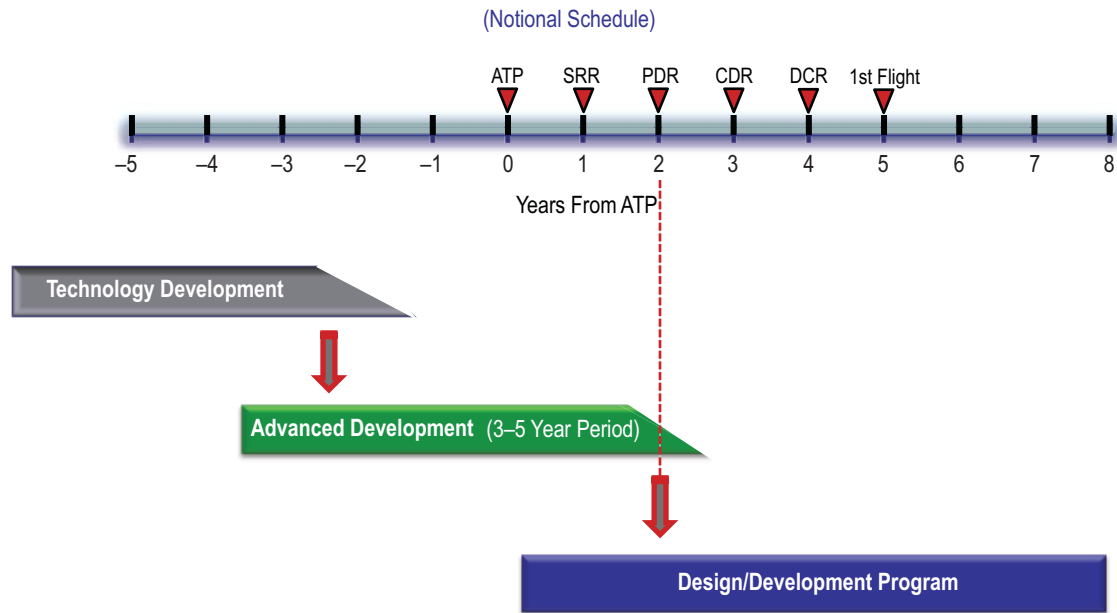 (Notional Schedule)
ATP SRR PDR CDR DCR 1st Flight
–5 –4 –3 –2 –1 0 1 2 3 4 5 6 7 8
Years From ATP
Technology Development
Advanced Development (3–5 Year Period)
Design/Development Program